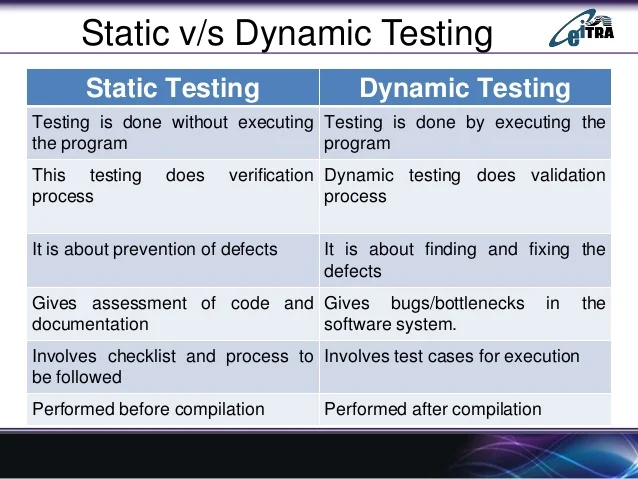 Static v/s Dynamic Testing
eiTRA
Static Testing
Dynamic Testing
Testing is done without executing
the program
Testing is done by executing the
program
This testing does verification
process
Dynamic testing does validation
process
It is about prevention of defects
It is about finding and fixing the
defects
Gives assessment of code and
documentation
Gives bugs/bottlenecks in the
software system.
Involves checklist and process to
be followed
Involves test cases for execution
Performed before compilation
Performed after compilation